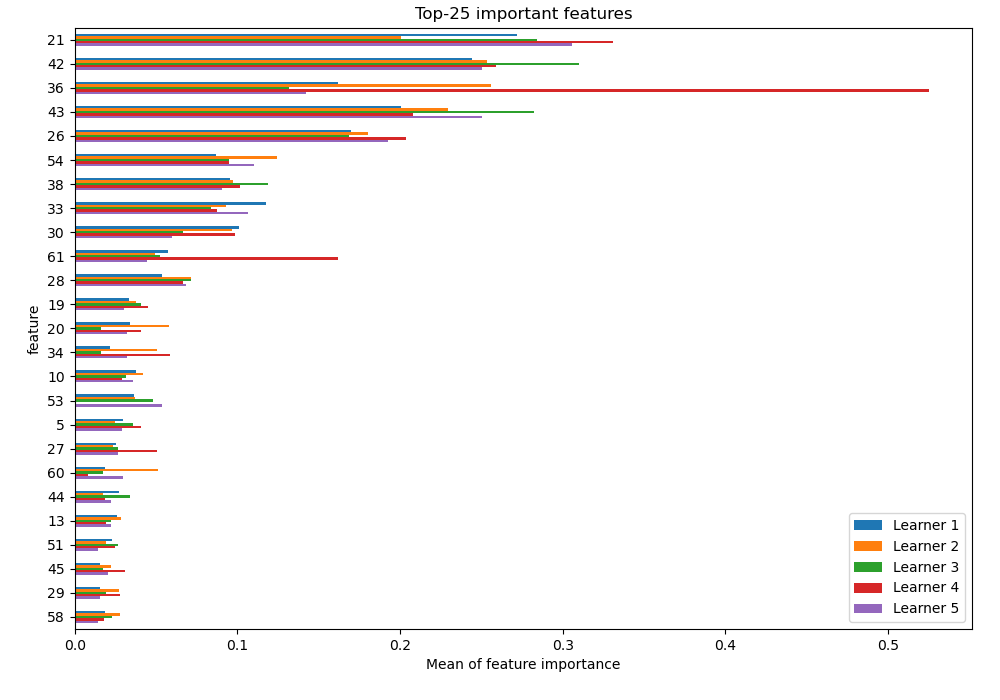 Top-25 important features
21
42
36
43
26
54
38
33
30
61
28
19
20
34
10
53
5
27
60
44
13
51
45
29
58
feature
0.0 0.1 0.2 0.3 0.4 0.5
Mean of feature importance
Learner 1
Learner 2
Learner 3
Learner 4
Learner 5